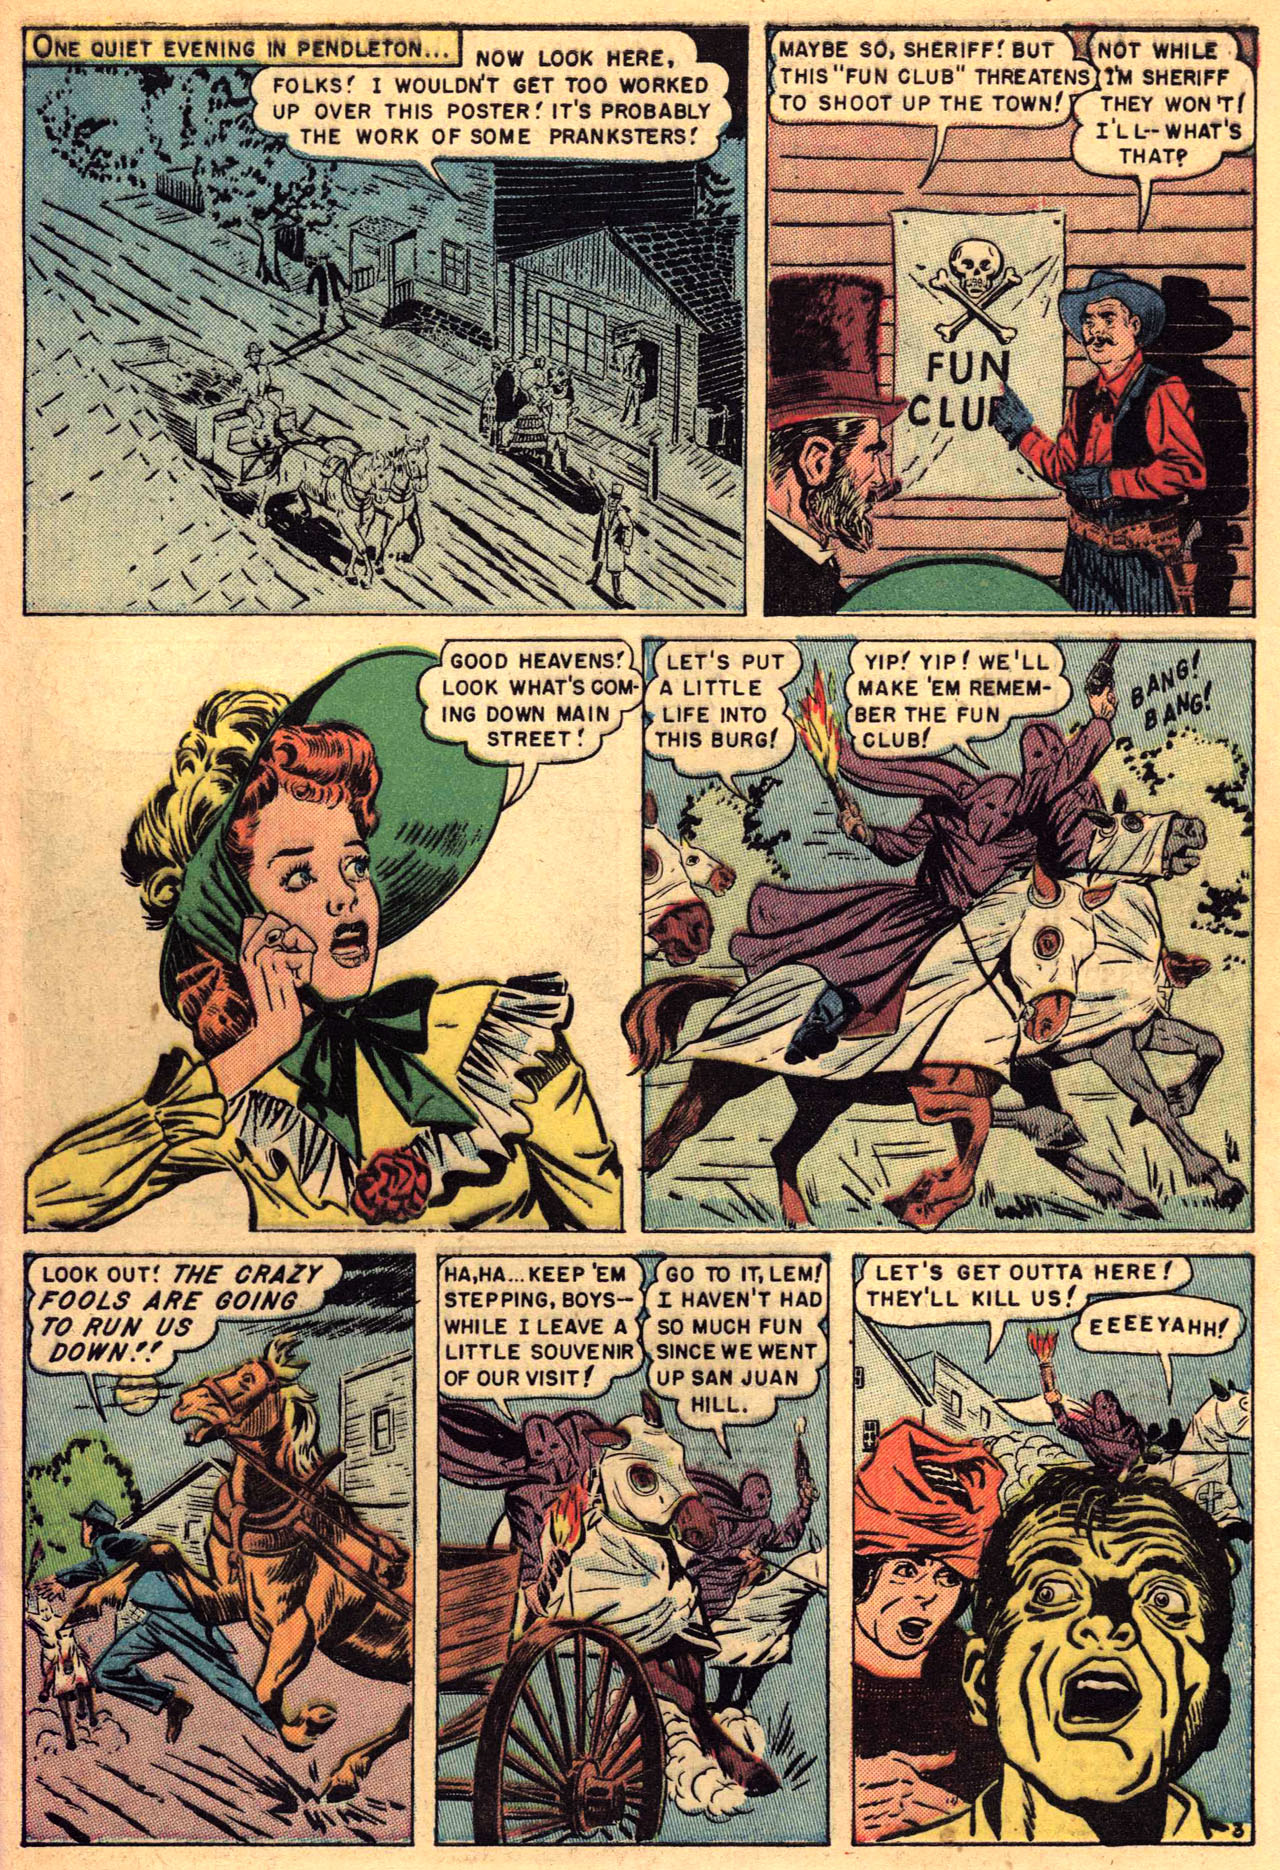 ONE QUIET EVENING IN PENDLETON...
NOW LOOK HERE,
FOLKS! I WOULDN'T GET TOO WORKED
UP OVER THIS POSTER! IT'S PROBABLY
THE WORK OF SOME PRANKSTERS!
MAYBE SO, SHERIFF! BUT
THIS "FUN CLUB" THREATENS
TO SHOOT UP THE TOWN!
NOT WHILE
I'M SHERIFF
THEY WON'T!
I'LL-- WHAT'S
THAT?
FUN
CLUB
GOOD HEAVENS!
LOOK WHAT'S COM-
ING DOWN MAIN
STREET!
LET'S PUT
A LITTLE
LIFE INTO
THIS BURG!
YIP! YIP! WE'LL
MAKE 'EM REMEM-
BER THE FUN
CLUB!
BANG!
BANG!
LOOK OUT! THE CRAZY
FOOLS ARE GOING
TO RUN US
DOWN!!
HA, HA... KEEP 'EM
STEPPING, BOYS--
WHILE I LEAVE A
LITTLE SOUVENIR
OF OUR VISIT!
GO TO IT, LEM!
I HAVEN'T HAD
SO MUCH FUN
SINCE WE WENT
UP SAN JUAN
HILL.
LET'S GET OUTTA HERE!
THEY'LL KILL US!
EEEEYAHH!
3